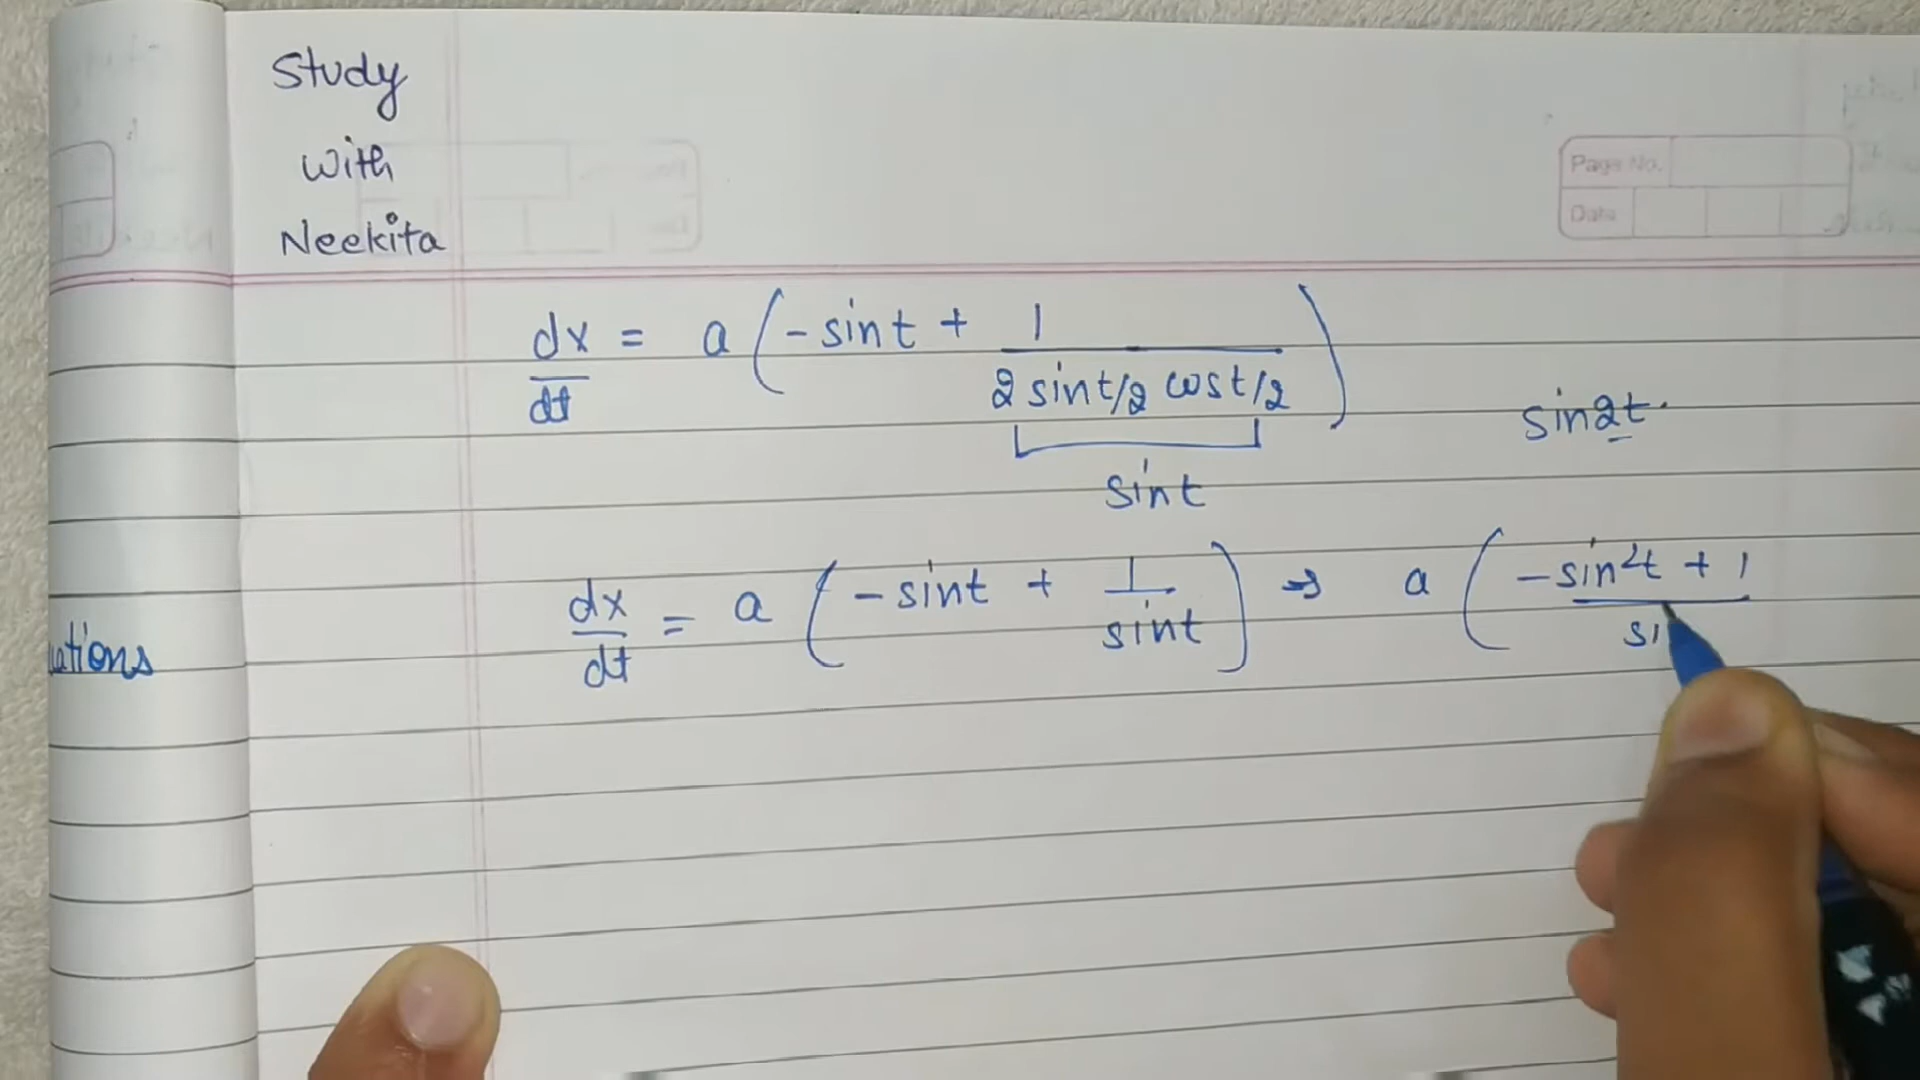 Study
with
Neekita
Page No.
Date
dx/dt = a (-sint + 1/(2 sint/2 cost/2))
sin2t
sint
dx/dt = a (-sint + 1/sint) ⇒ a (-sin²t + 1 / si